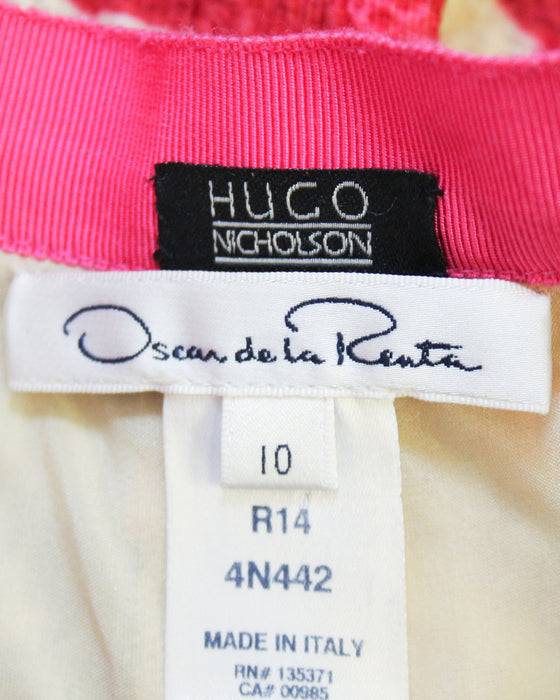 HUGO
NICHOLSON
Oscar de la Renta
10
R14
4N442
MADE IN ITALY
RN# 135371
CA# 00985